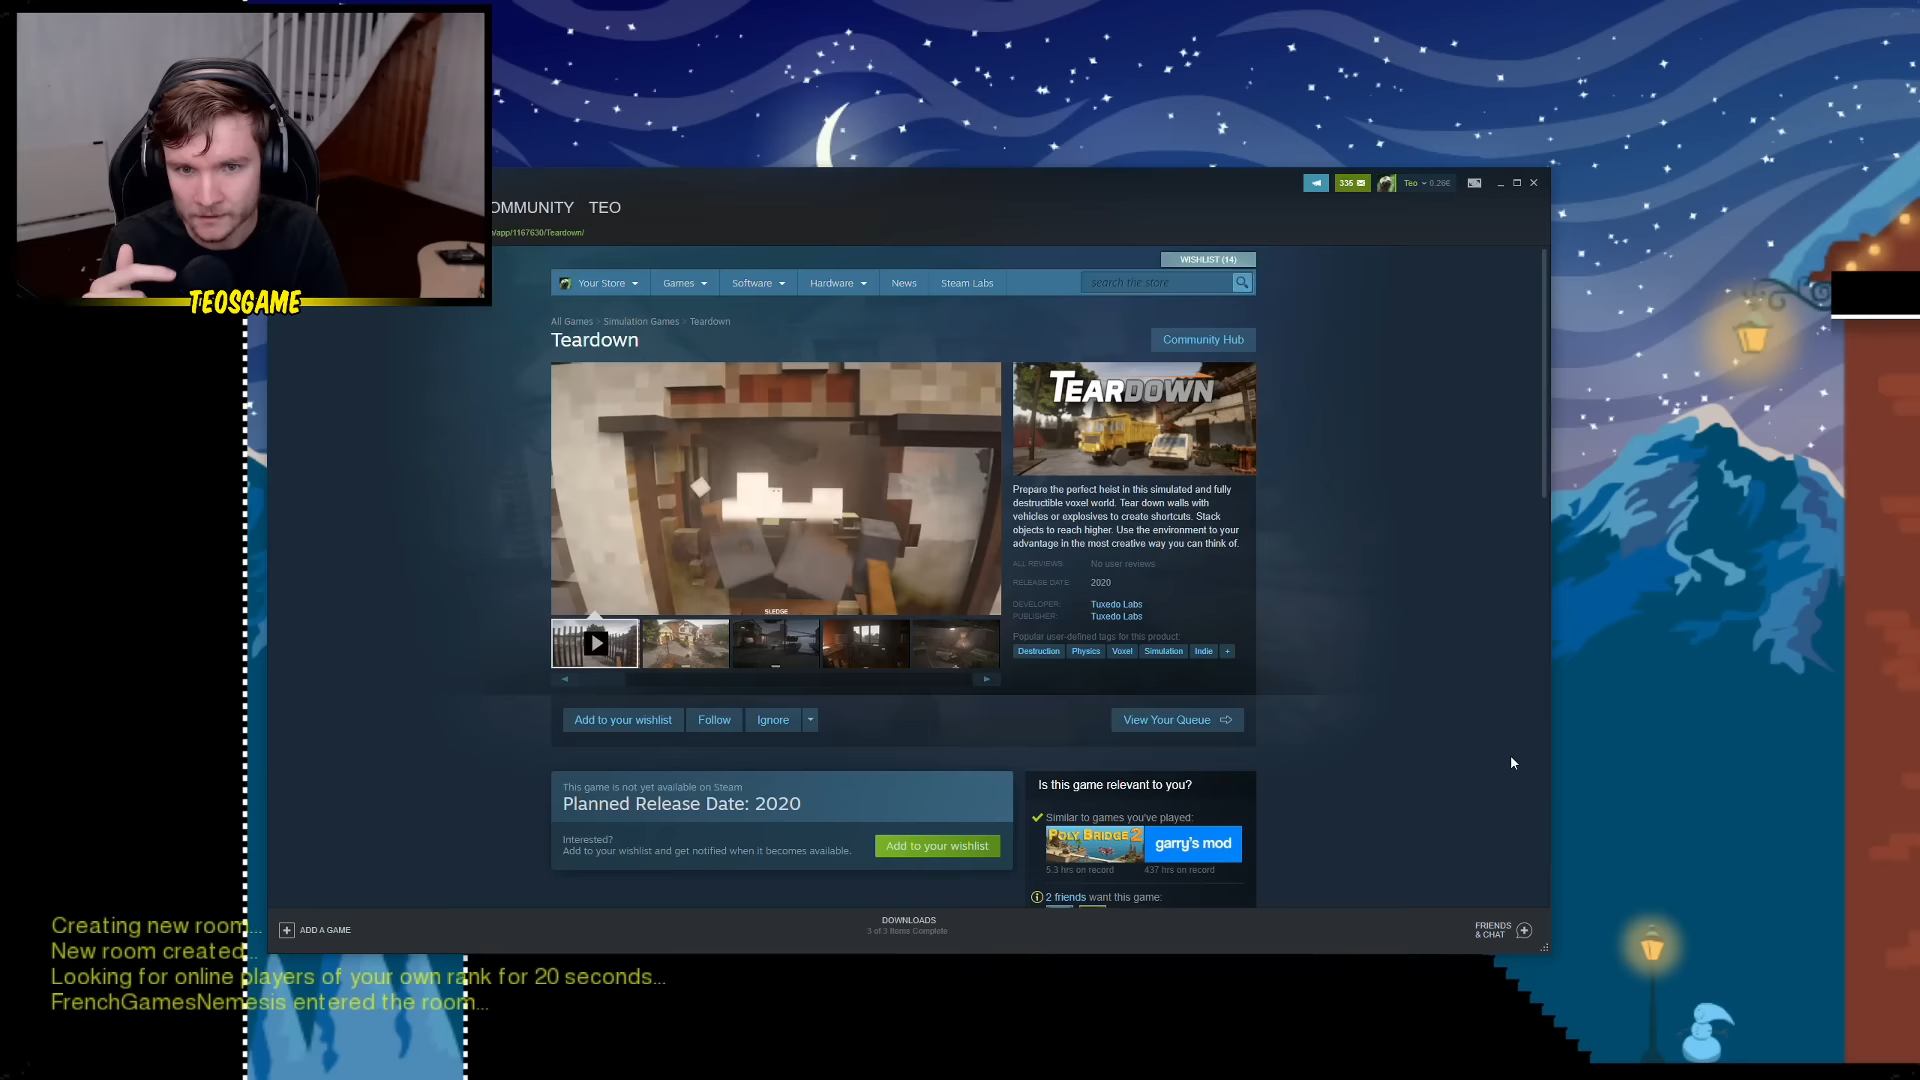 TEOSGAME
335
Teo
0.26€
OMMUNITY TEO
/app/1167630/Teardown/
WISHLIST (14)
Your Store
Games
Software
Hardware
News
Steam Labs
search the store
All Games > Simulation Games > Teardown
Teardown
Community Hub
SLEDGE
TEARDOWN
Prepare the perfect heist in this simulated and fully
destructible voxel world. Tear down walls with
vehicles or explosives to create shortcuts. Stack
objects to reach higher. Use the environment to your
advantage in the most creative way you can think of.
ALL REVIEWS: No user reviews
RELEASE DATE: 2020
DEVELOPER: Tuxedo Labs
PUBLISHER: Tuxedo Labs
Popular user-defined tags for this product:
Destruction Physics Voxel Simulation Indie +
Add to your wishlist
Follow
Ignore
View Your Queue
This game is not yet available on Steam
Planned Release Date: 2020
Interested?
Add to your wishlist and get notified when it becomes available.
Add to your wishlist
Is this game relevant to you?
Similar to games you've played:
POLY BRIDGE 2
garry's mod
5.3 hrs on record
437 hrs on record
2 friends want this game:
ADD A GAME
DOWNLOADS
3 of 3 Items Complete
FRIENDS
& CHAT
Creating new room...
New room created...
Looking for online players of your own rank for 20 seconds...
FrenchGamesNemesis entered the room...